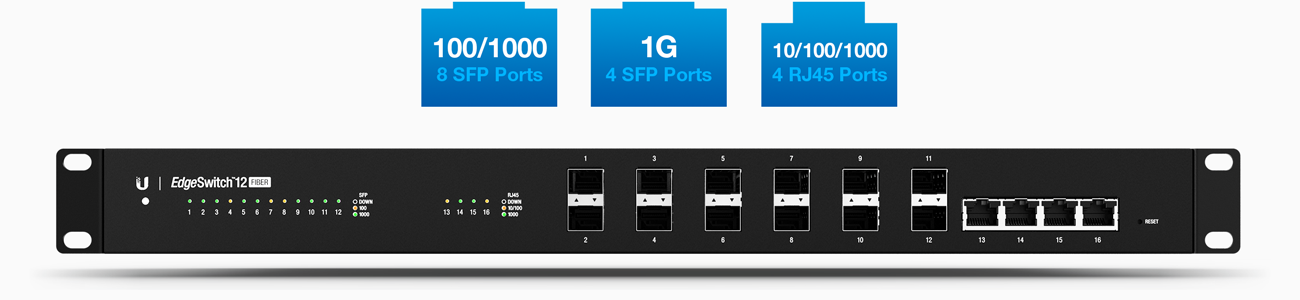 100/1000
8 SFP Ports
1G
4 SFP Ports
10/100/1000
4 RJ45 Ports
1 3 5 7 9 11
U EdgeSwitch™12 FIBER
SFP
DOWN
100
1000
1 2 3 4 5 6 7 8 9 10 11 12
RJ45
DOWN
10/100
1000
13 14 15 16
2 4 6 8 10 12
13 14 15 16
RESET